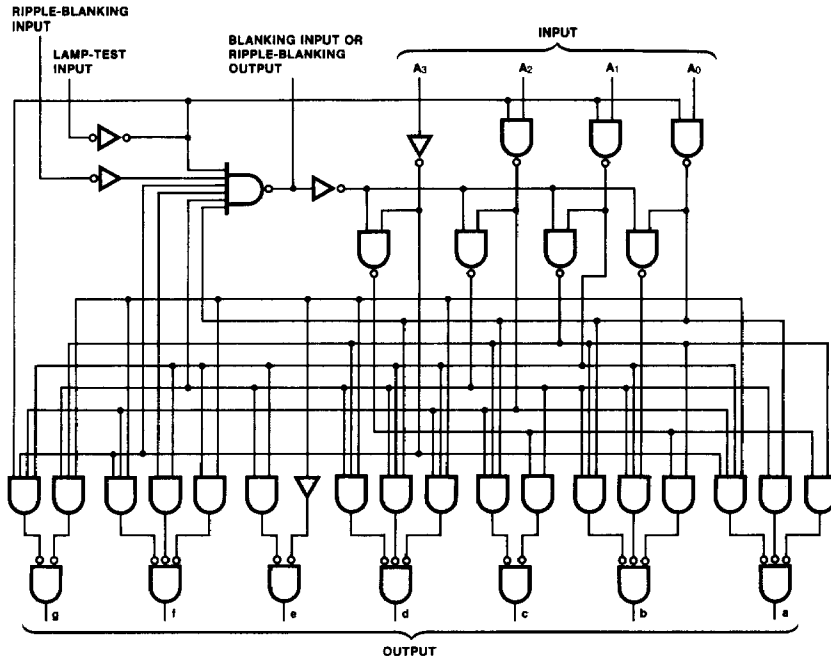 RIPPLE-BLANKING
INPUT
LAMP-TEST
INPUT
BLANKING INPUT OR
RIPPLE-BLANKING
OUTPUT
INPUT
A3
A2
A1
A0
g
f
e
d
c
b
a
OUTPUT